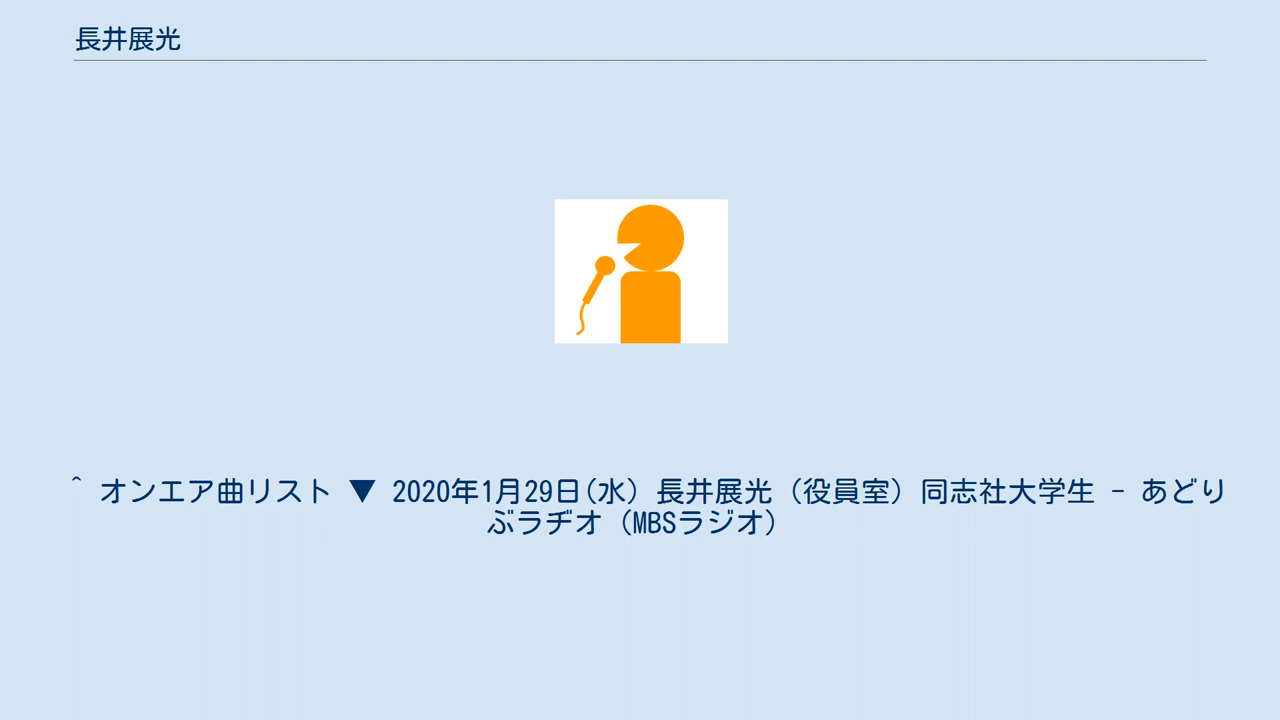 長井展光
^ オンエア曲リスト ▼ 2020年1月29日(水) 長井展光（役員室）同志社大学生 - あどり
ぶラヂオ（MBSラジオ）